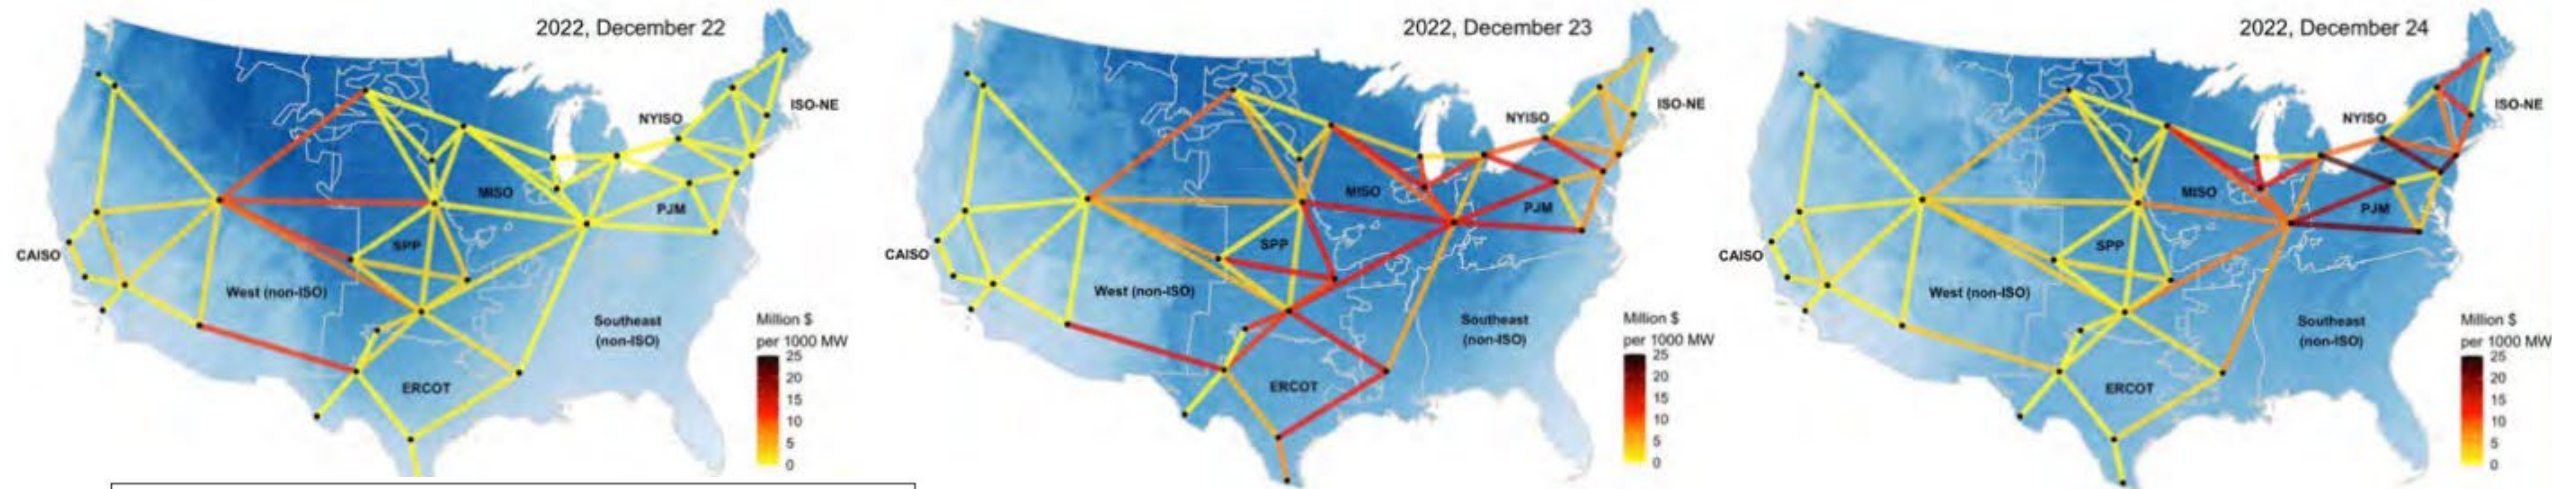 2022, December 22
ISO-NE
NYISO
MISO
PJM
SPP
CAISO
West (non-ISO)
Southeast
(non-ISO)
ERCOT
Million $
per 1000 MW
25
20
15
10
5
0
2022, December 23
ISO-NE
NYISO
MISO
PJM
SPP
CAISO
West (non-ISO)
Southeast
(non-ISO)
ERCOT
Million $
per 1000 MW
25
20
15
10
5
0
2022, December 24
ISO-NE
NYISO
MISO
PJM
SPP
CAISO
West (non-ISO)
Southeast
(non-ISO)
ERCOT
Million $
per 1000 MW
25
20
15
10
5
0